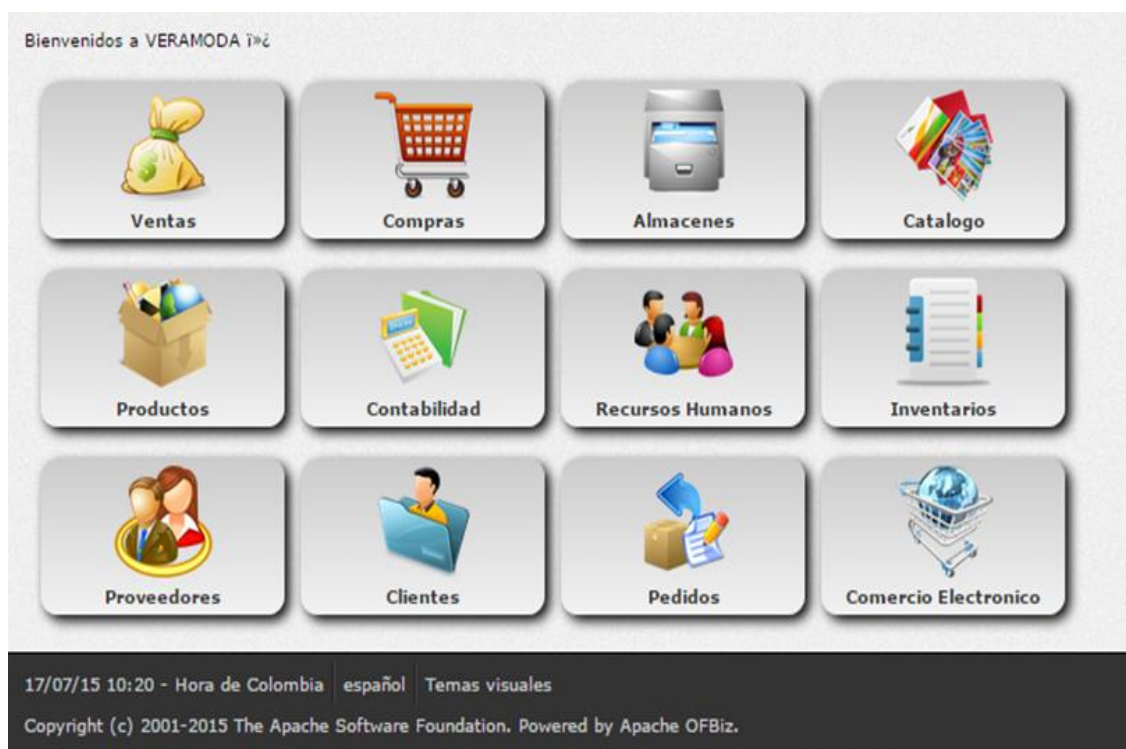 Bienvenidos a VERAMODA ï»¿
Ventas
Compras
Almacenes
Catalogo
Productos
Contabilidad
Recursos Humanos
Inventarios
Proveedores
Clientes
Pedidos
Comercio Electronico
17/07/15 10:20 - Hora de Colombia español Temas visuales
Copyright (c) 2001-2015 The Apache Software Foundation. Powered by Apache OFBiz.